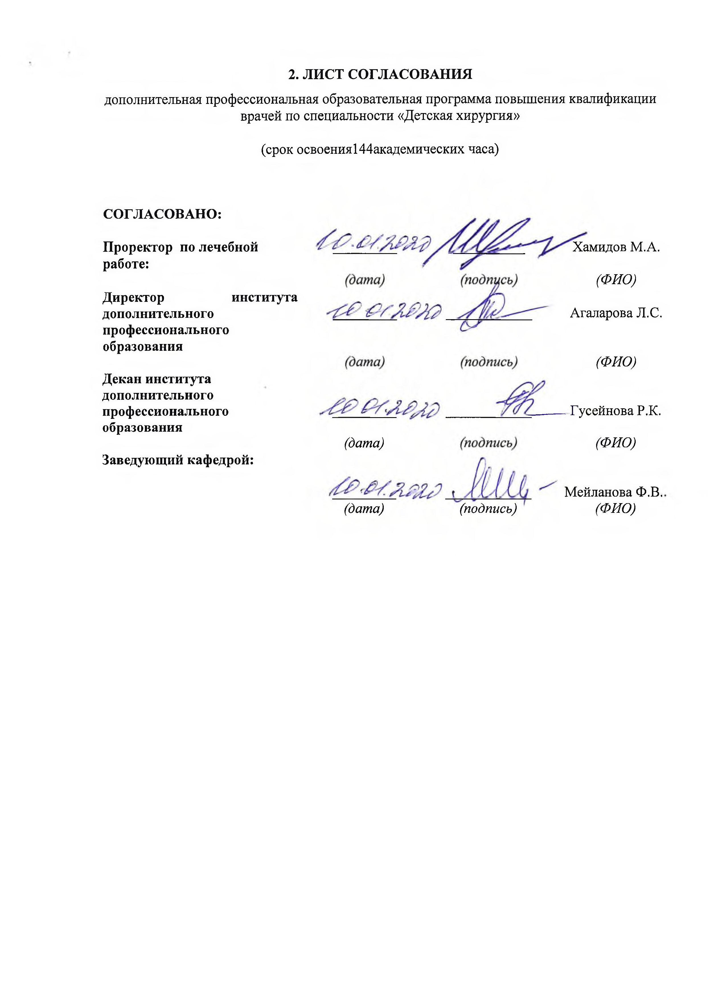 2. ЛИСТ СОГЛАСОВАНИЯ
дополнительная профессиональная образовательная программа повышения квалификации
врачей по специальности «Детская хирургия»
(срок освоения144академических часа)
СОГЛАСОВАНО:
Проректор по лечебной 10.01.2020 Хамидов М.А.
работе:
(дата) (подпись) (ФИО)
Директор института
дополнительного 10 01.2020 Агаларова Л.С.
профессионального
образования
(дата) (подпись) (ФИО)
Декан института
дополнительного
профессионального 10 01.2020 Гусейнова Р.К.
образования
(дата) (подпись) (ФИО)
Заведующий кафедрой:
10.01.2020 Мейланова Ф.В..
(дата) (подпись) (ФИО)